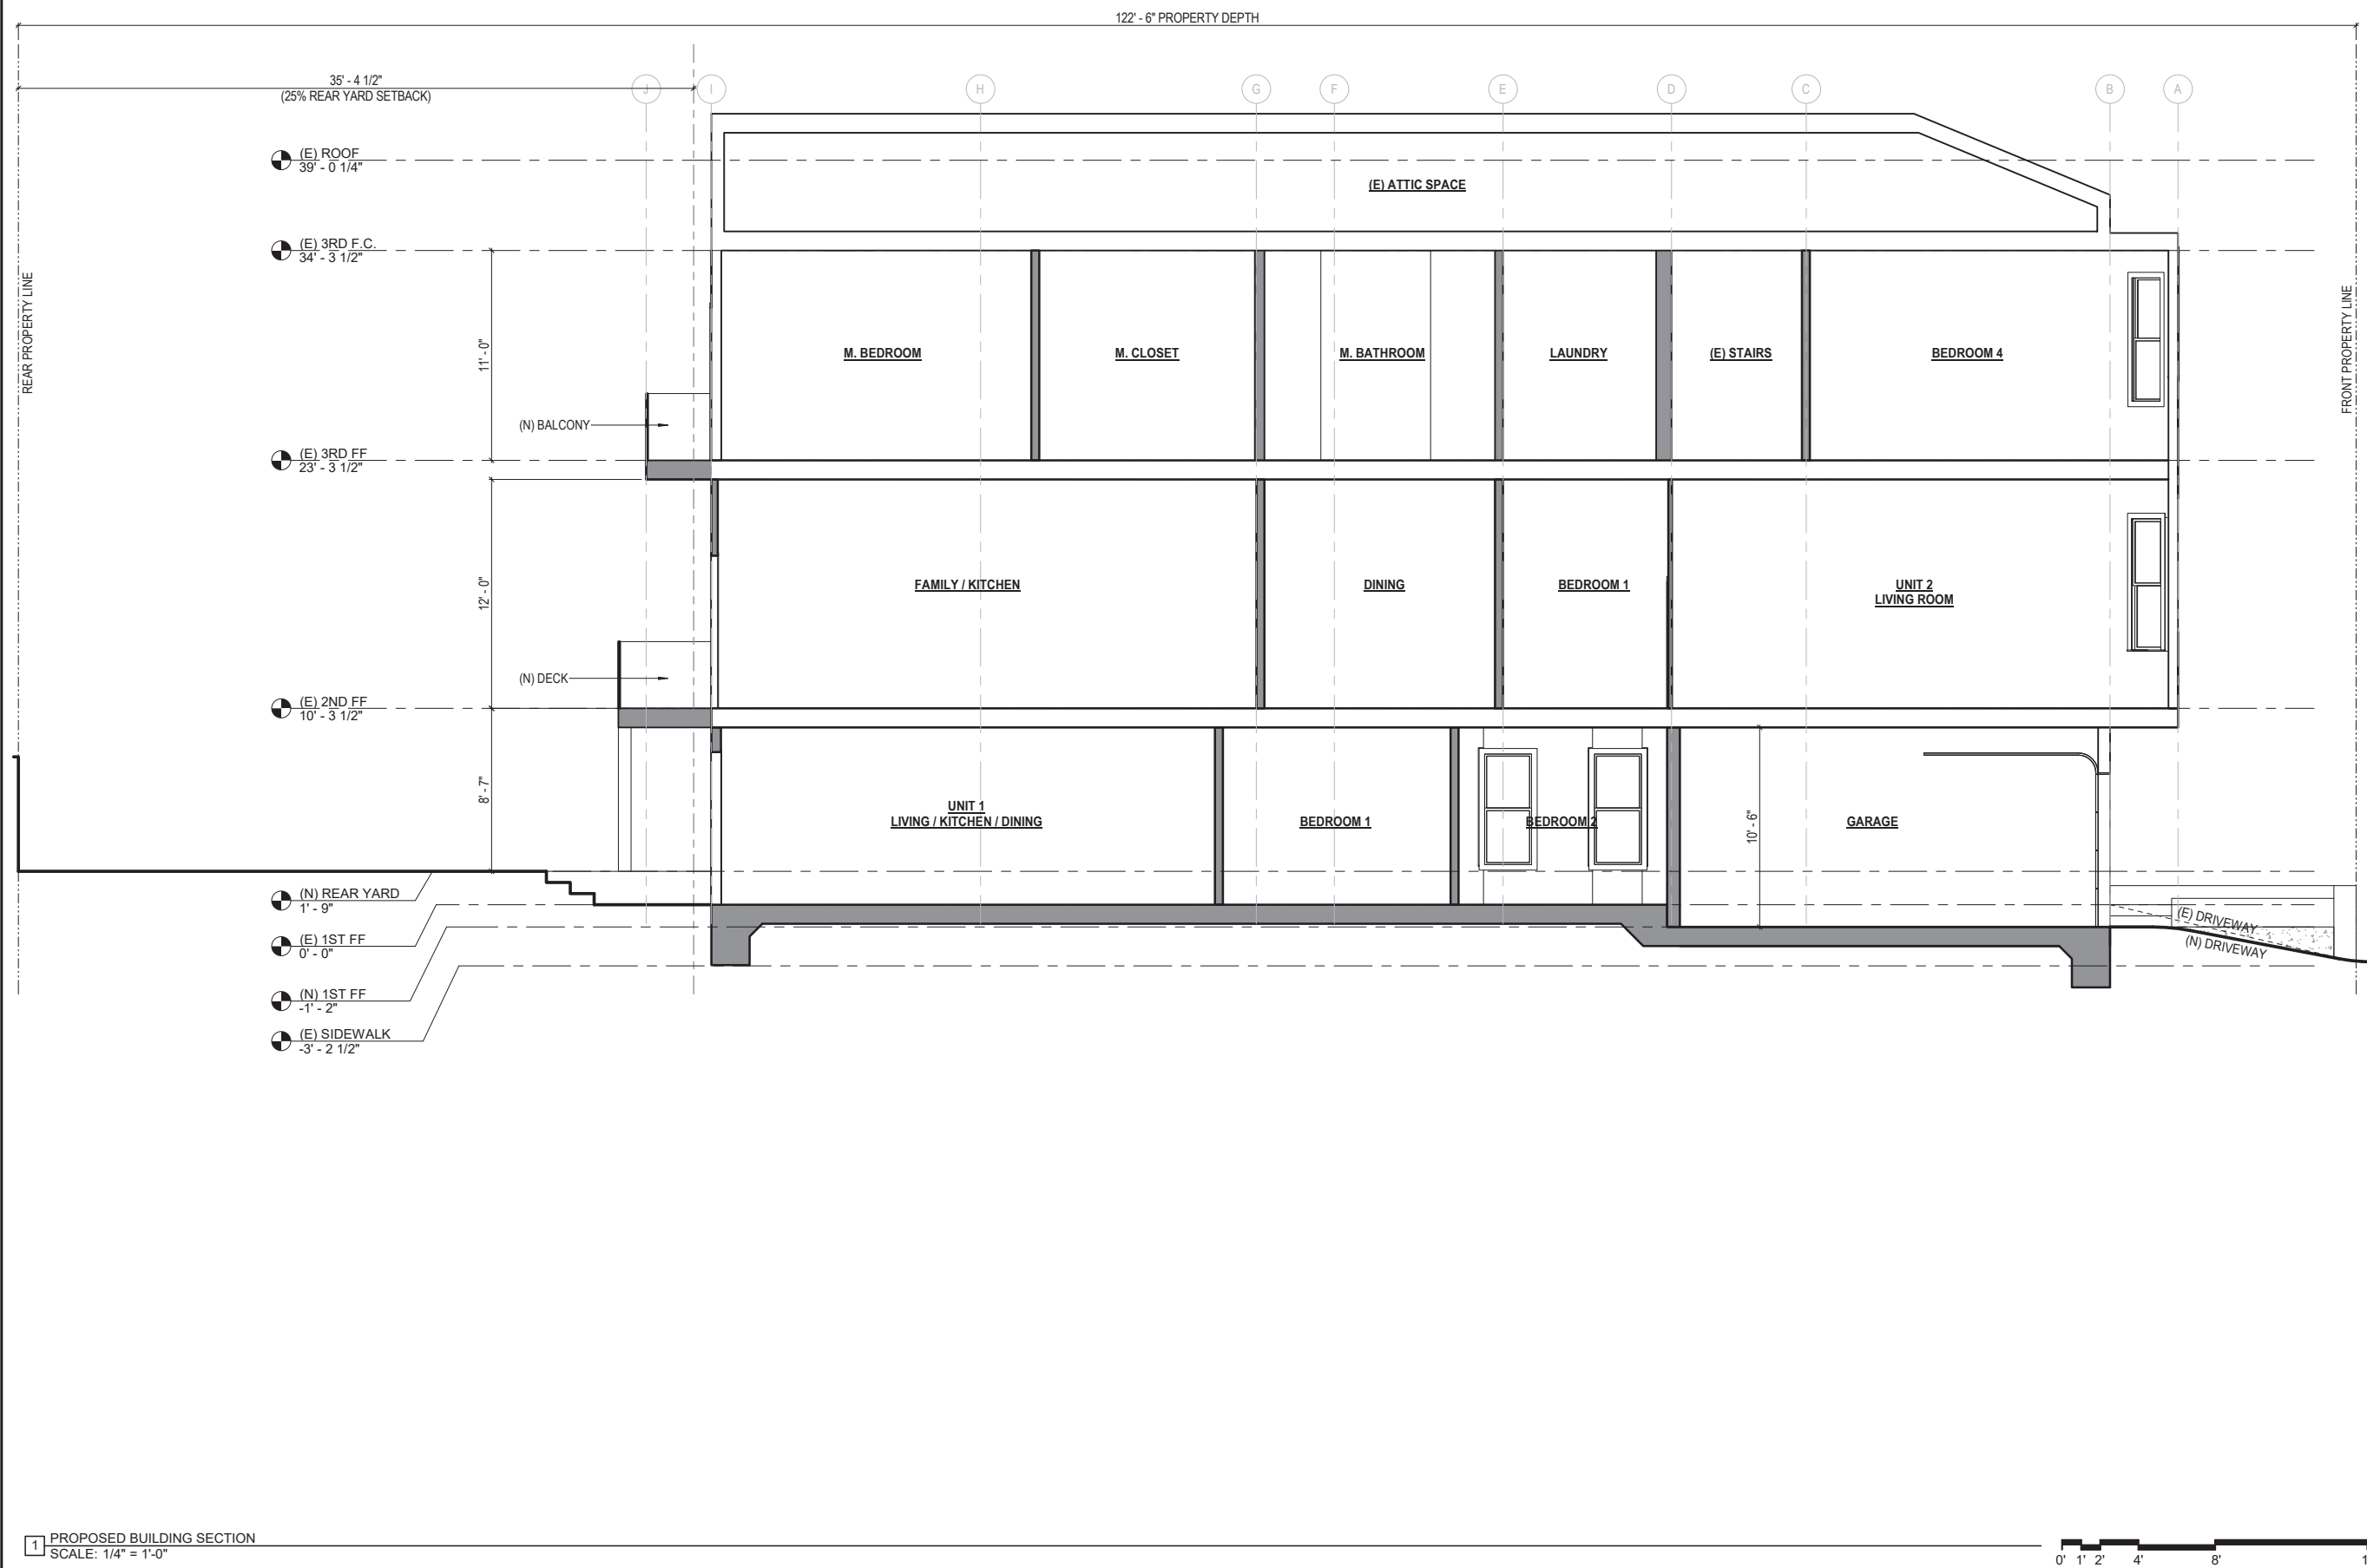 122' - 6" PROPERTY DEPTH
35' - 4 1/2"
(25% REAR YARD SETBACK)
J
I
H
G
F
E
D
C
B
A
(E) ROOF
39' - 0 1/4"
(E) ATTIC SPACE
(E) 3RD F.C.
34' - 3 1/2"
REAR PROPERTY LINE
FRONT PROPERTY LINE
11' - 0"
M. BEDROOM
M. CLOSET
M. BATHROOM
LAUNDRY
(E) STAIRS
BEDROOM 4
(N) BALCONY
(E) 3RD FF
23' - 3 1/2"
12' - 0"
FAMILY / KITCHEN
DINING
BEDROOM 1
UNIT 2
LIVING ROOM
(N) DECK
(E) 2ND FF
10' - 3 1/2"
8' - 7"
UNIT 1
LIVING / KITCHEN / DINING
BEDROOM 1
BEDROOM 2
10' - 6"
GARAGE
(N) REAR YARD
1' - 9"
(E) DRIVEWAY
(N) DRIVEWAY
(E) 1ST FF
0' - 0"
(N) 1ST FF
-1' - 2"
(E) SIDEWALK
-3' - 2 1/2"
1
PROPOSED BUILDING SECTION
SCALE: 1/4" = 1'-0"
0' 1' 2' 4' 8'